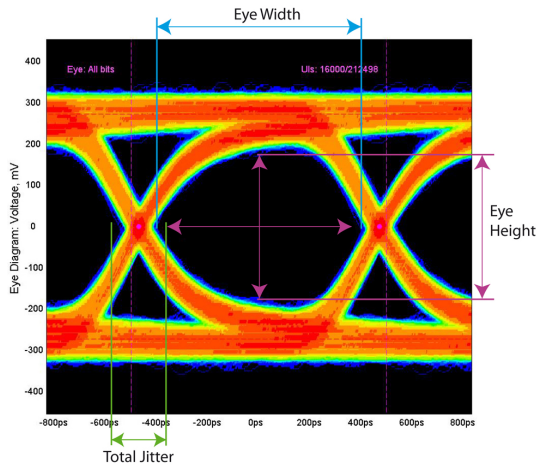 Eye Width
Eye: All bits
UIs: 16000/212498
400
300
200
100
0
-100
-200
-300
-400
Eye Diagram: Voltage, mV
Eye
Height
-800ps
-600ps
-400ps
-200ps
0ps
200ps
400ps
600ps
800ps
Total Jitter